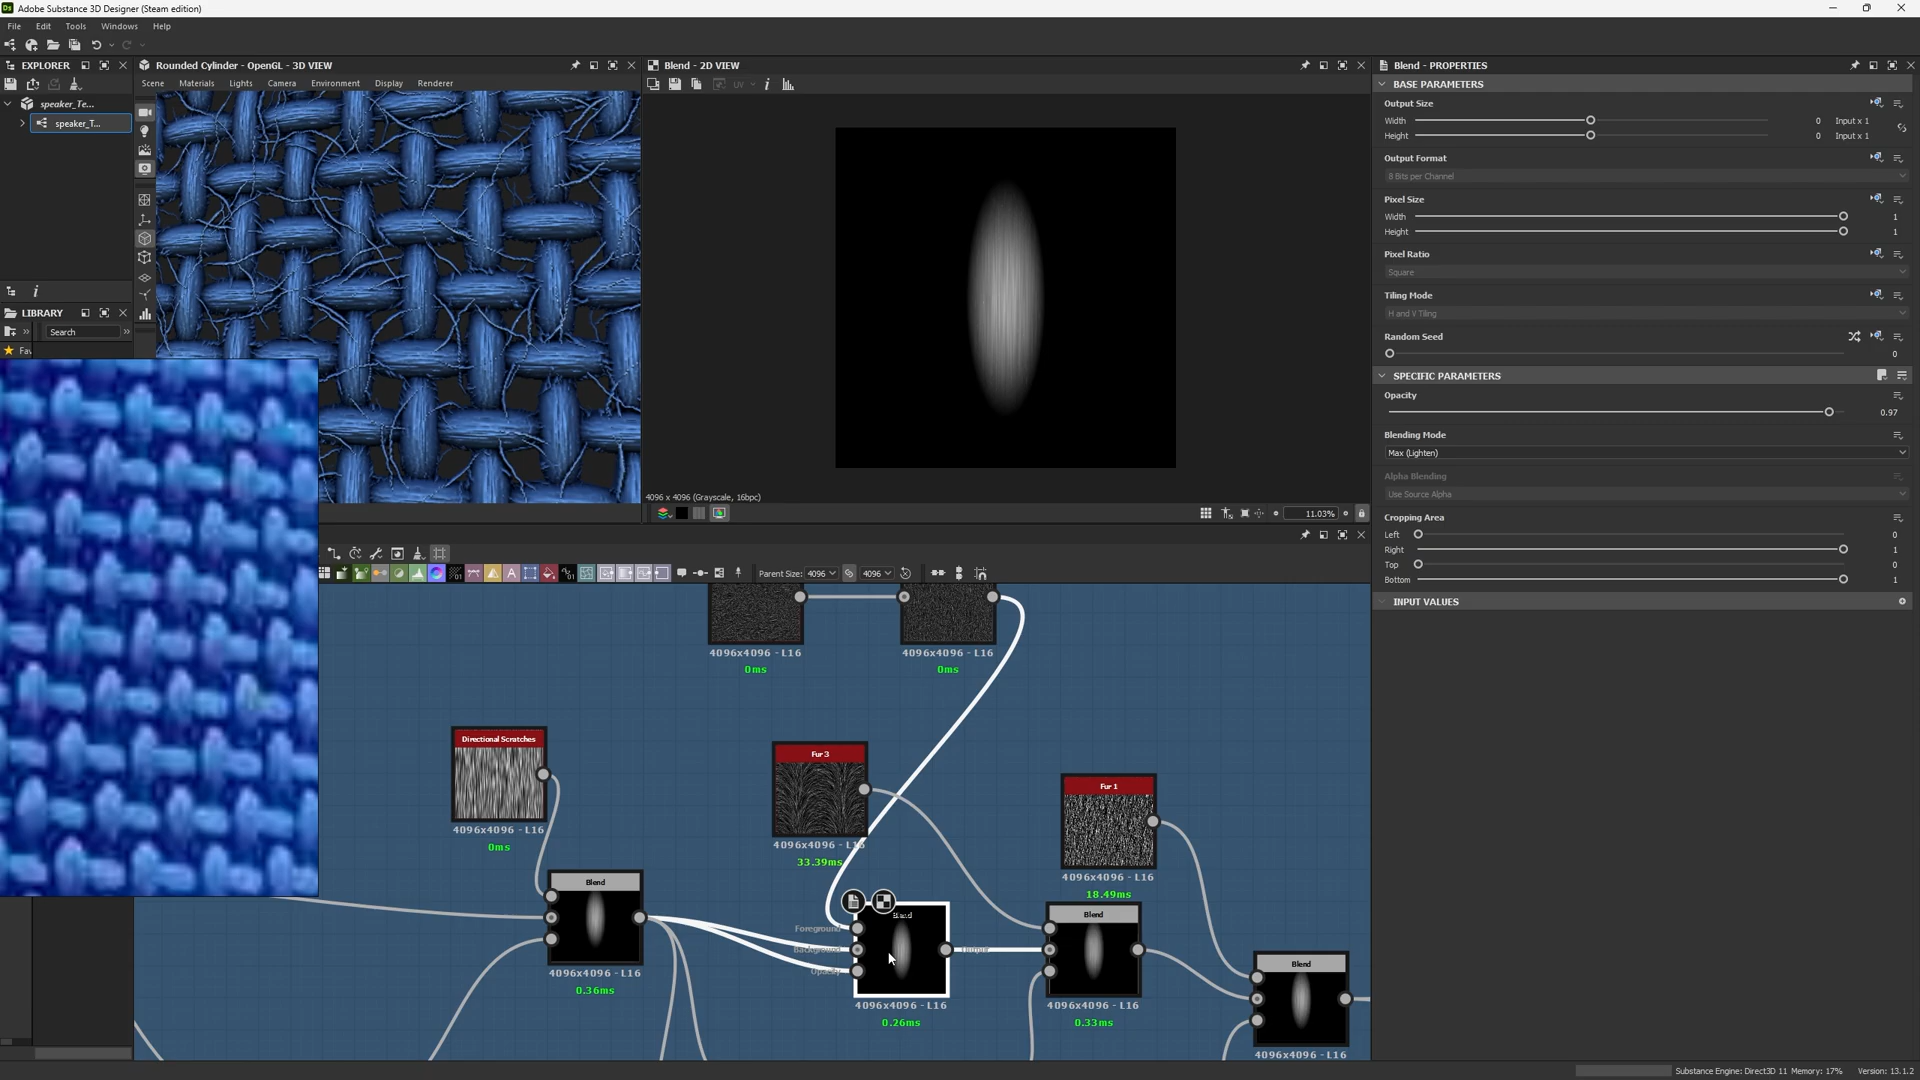 Adobe Substance 3D Designer (Steam edition)
File Edit Tools Windows Help
EXPLORER
Rounded Cylinder - OpenGL - 3D VIEW
Blend - 2D VIEW
Blend - PROPERTIES
Scene Materials Lights Camera Environment Display Renderer
UV
speaker_Te...
speaker_T...
LIBRARY
Search
Fav
4096 x 4096 (Grayscale, 16bpc)
11.03%
BASE PARAMETERS
Output Size
Width 0 Input x 1
Height 0 Input x 1
Output Format
8 Bits per Channel
Pixel Size
Width 1
Height 1
Pixel Ratio
Square
Tiling Mode
H and V Tiling
Random Seed
0
SPECIFIC PARAMETERS
Opacity
0.97
Blending Mode
Max (Lighten)
Alpha Blending
Use Source Alpha
Cropping Area
Left 0
Right 1
Top 0
Bottom 1
INPUT VALUES
Parent Size: 4096 4096
4096x4096 - L16
0ms
4096x4096 - L16
0ms
Directional Scratches
4096x4096 - L16
0ms
Fur 3
4096x4096 - L16
33.39ms
Fur 1
4096x4096 - L16
18.49ms
Blend
4096x4096 - L16
0.36ms
Blend
Foreground
Background
Opacity
Output
4096x4096 - L16
0.26ms
Blend
4096x4096 - L16
0.33ms
Blend
4096x4096 - L16
Substance Engine: Direct3D 11 Memory: 17% Version: 13.1.2